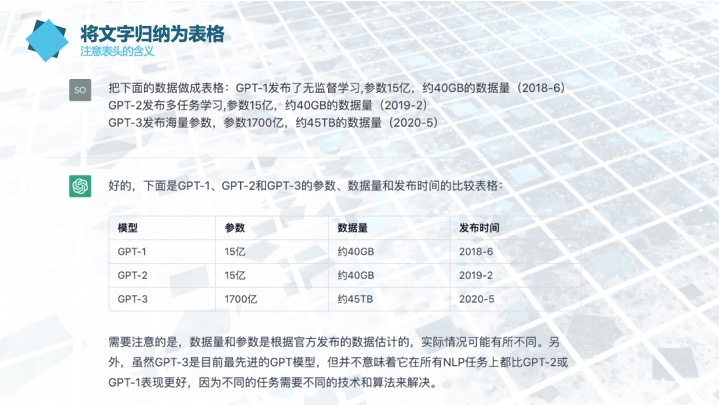 将文字归纳为表格
注意表头的含义
SO
把下面的数据做成表格：GPT-1发布了无监督学习,参数15亿，约40GB的数据量（2018-6）
GPT-2发布多任务学习,参数15亿，约40GB的数据量（2019-2）
GPT-3发布海量参数，参数1700亿，约45TB的数据量（2020-5）
好的，下面是GPT-1、GPT-2和GPT-3的参数、数据量和发布时间的比较表格：
模型 参数 数据量 发布时间
GPT-1 15亿 约40GB 2018-6
GPT-2 15亿 约40GB 2019-2
GPT-3 1700亿 约45TB 2020-5
需要注意的是，数据量和参数是根据官方发布的数据估计的，实际情况可能有所不同。另
外，虽然GPT-3是目前最先进的GPT模型，但并不意味着它在所有NLP任务上都比GPT-2或
GPT-1表现更好，因为不同的任务需要不同的技术和算法来解决。